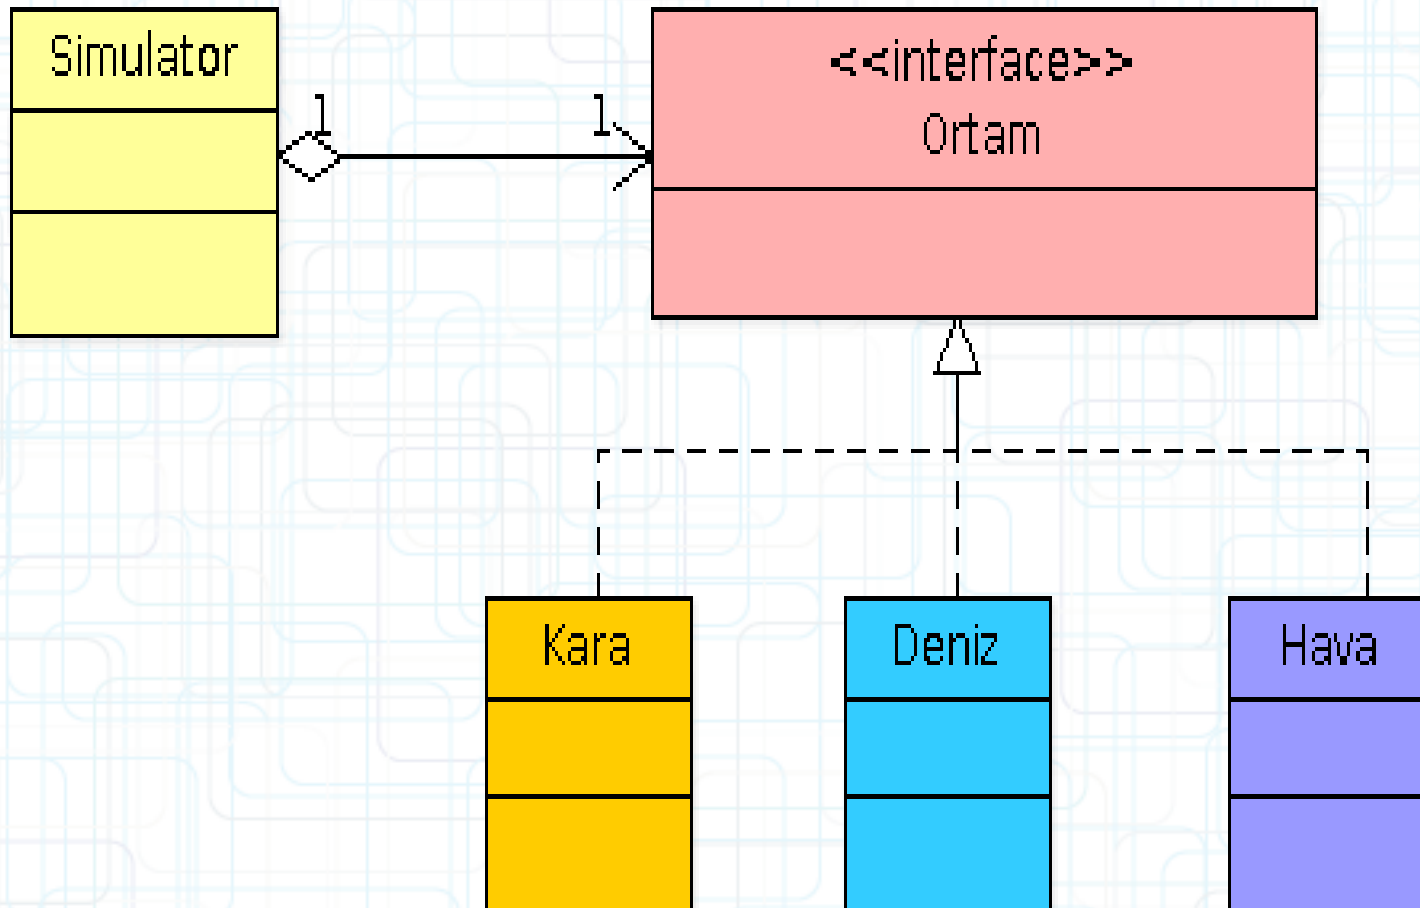 Simulator
<<interface>>
Ortam
1
1
Kara
Deniz
Hava